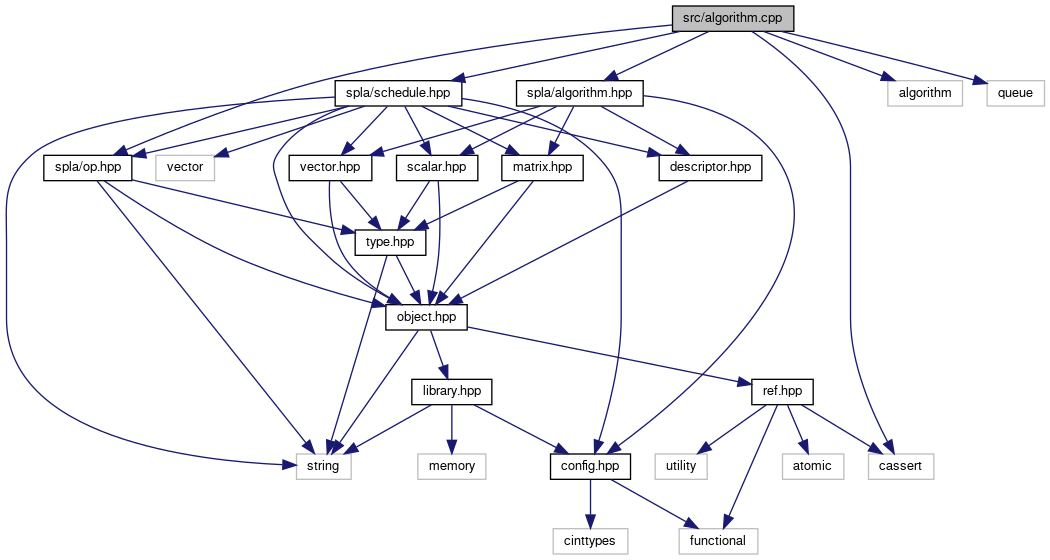 src/algorithm.cpp
spla/schedule.hpp
spla/algorithm.hpp
algorithm
queue
spla/op.hpp
vector
vector.hpp
scalar.hpp
matrix.hpp
descriptor.hpp
type.hpp
object.hpp
library.hpp
ref.hpp
string
memory
config.hpp
utility
atomic
cassert
cinttypes
functional